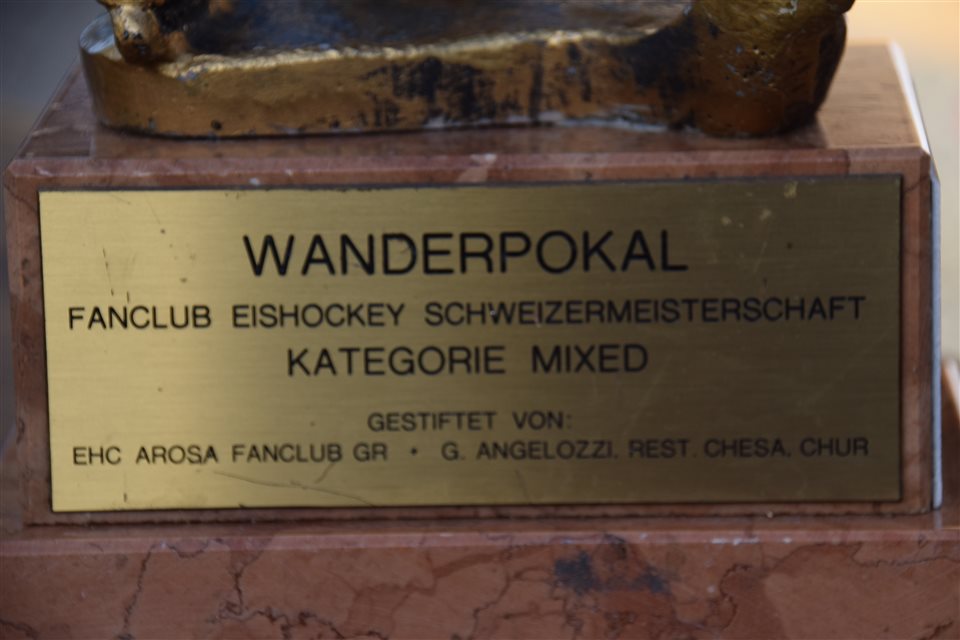 WANDERPOKAL
FANCLUB EISHOCKEY SCHWEIZERMEISTERSCHAFT
KATEGORIE MIXED
GESTIFTET VON:
EHC AROSA FANCLUB GR • G. ANGELOZZI, REST. CHESA, CHUR